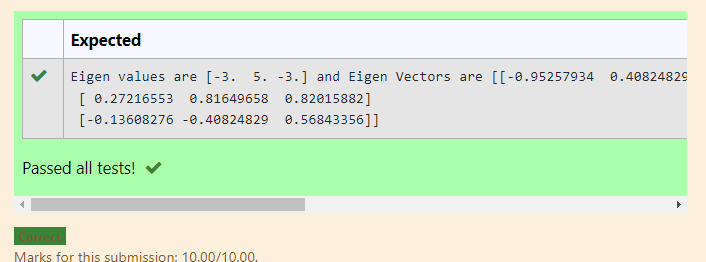 Expected
Eigen values are [-3.  5. -3.] and Eigen Vectors are [[-0.95257934  0.40824829
[ 0.27216553  0.81649658  0.82015882]
[-0.13608276 -0.40824829  0.56843356]]
Passed all tests!
Correct
Marks for this submission: 10.00/10.00.